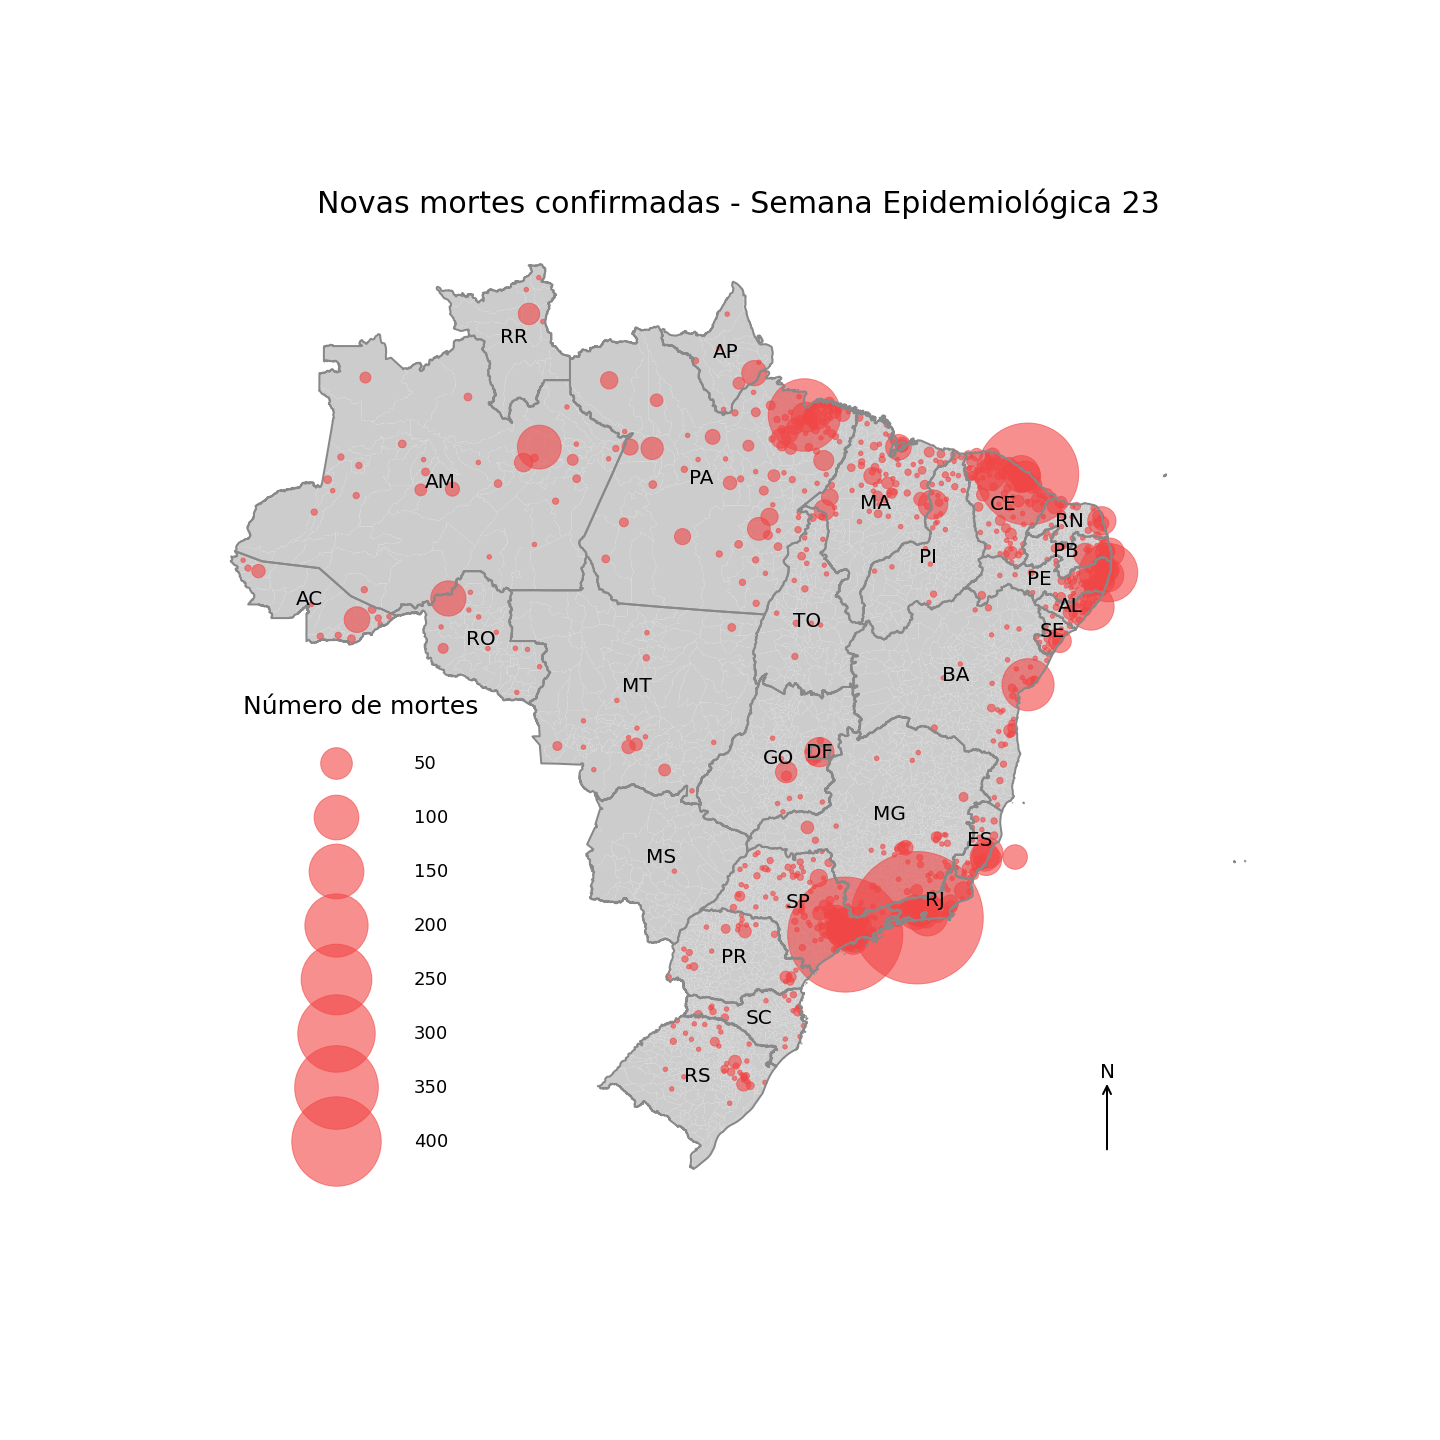 Novas mortes confirmadas - Semana Epidemiológica 23
RR
AP
AM
PA
MA
CE
RN
PB
PI
PE
AC
AL
TO
SE
RO
BA
MT
Número de mortes
DF
GO
50
MG
100
ES
MS
150
SP
RJ
200
PR
250
SC
300
N
RS
350
400